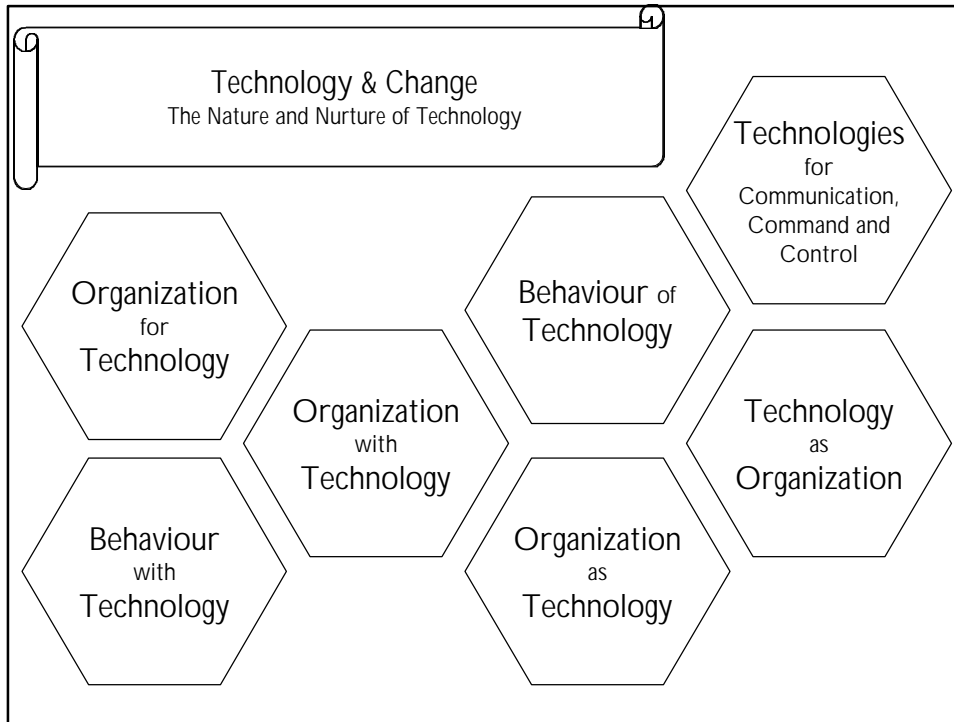 Technology & Change
The Nature and Nurture of Technology
Technologies
for
Communication,
Command and
Control
Organization
for
Technology
Behaviour of
Technology
Organization
with
Technology
Technology
as
Organization
Behaviour
with
Technology
Organization
as
Technology